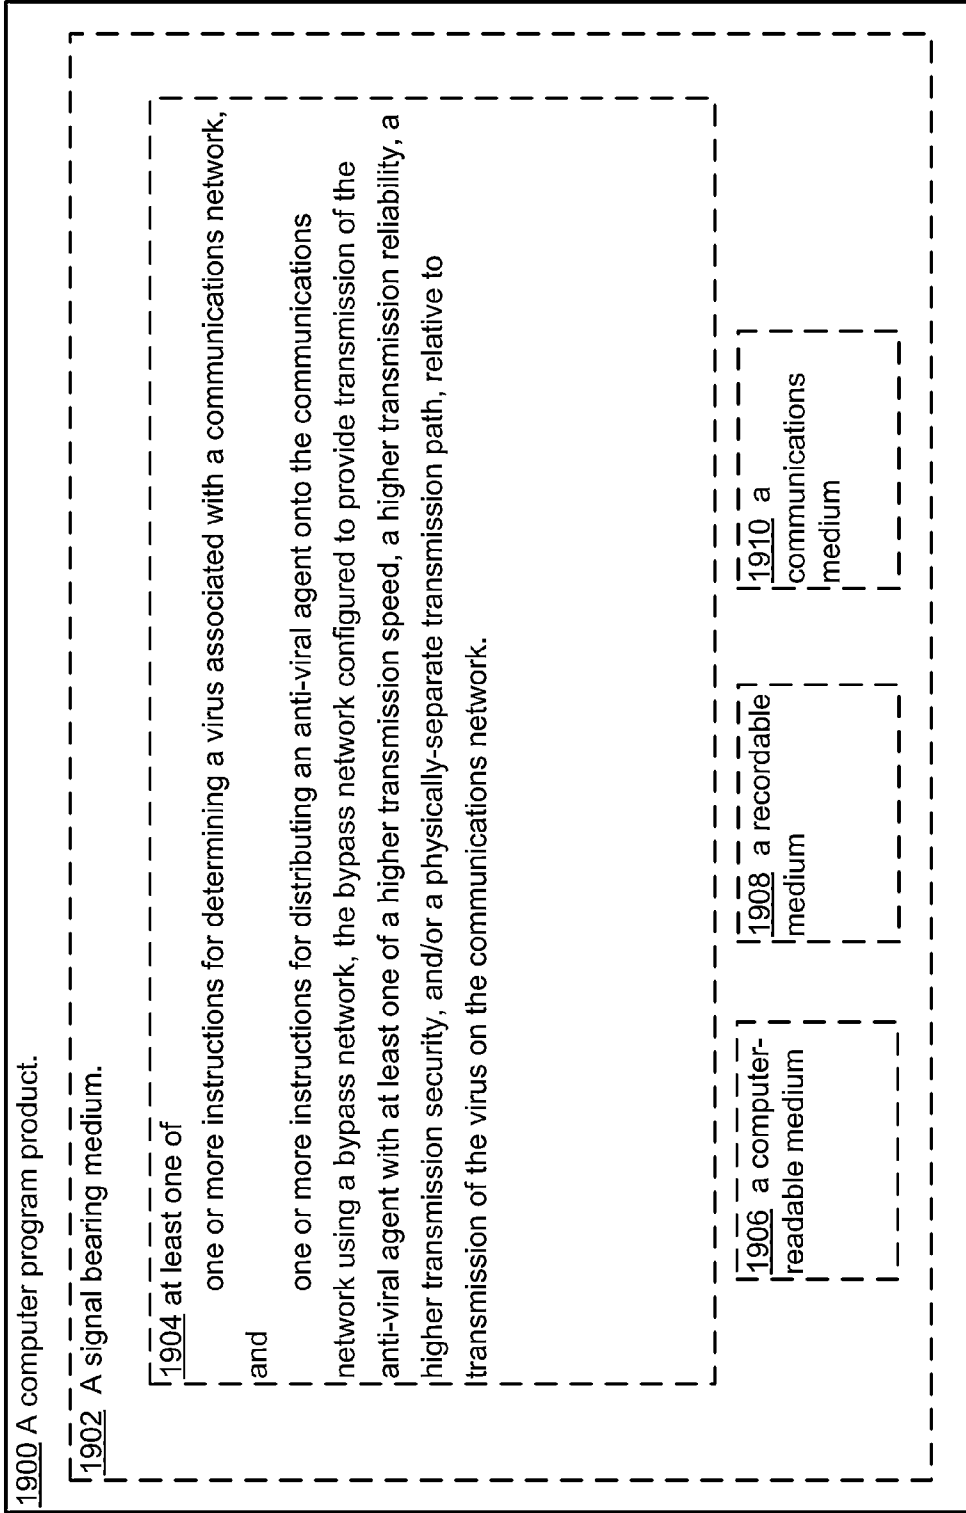 1900 A computer program product.
1902 A signal bearing medium.
1904 at least one of
one or more instructions for determining a virus associated with a communications network,
and
one or more instructions for distributing an anti-viral agent onto the communications
network using a bypass network, the bypass network configured to provide transmission of the
anti-viral agent with at least one of a higher transmission speed, a higher transmission reliability, a
higher transmission security, and/or a physically-separate transmission path, relative to
transmission of the virus on the communications network.
1906 a computer-
readable medium
1908 a recordable
medium
1910 a
communications
medium